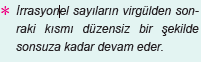 * İrrasyonel sayıların virgülden son-
raki kısmı düzensiz bir şekilde
sonsuza kadar devam eder.